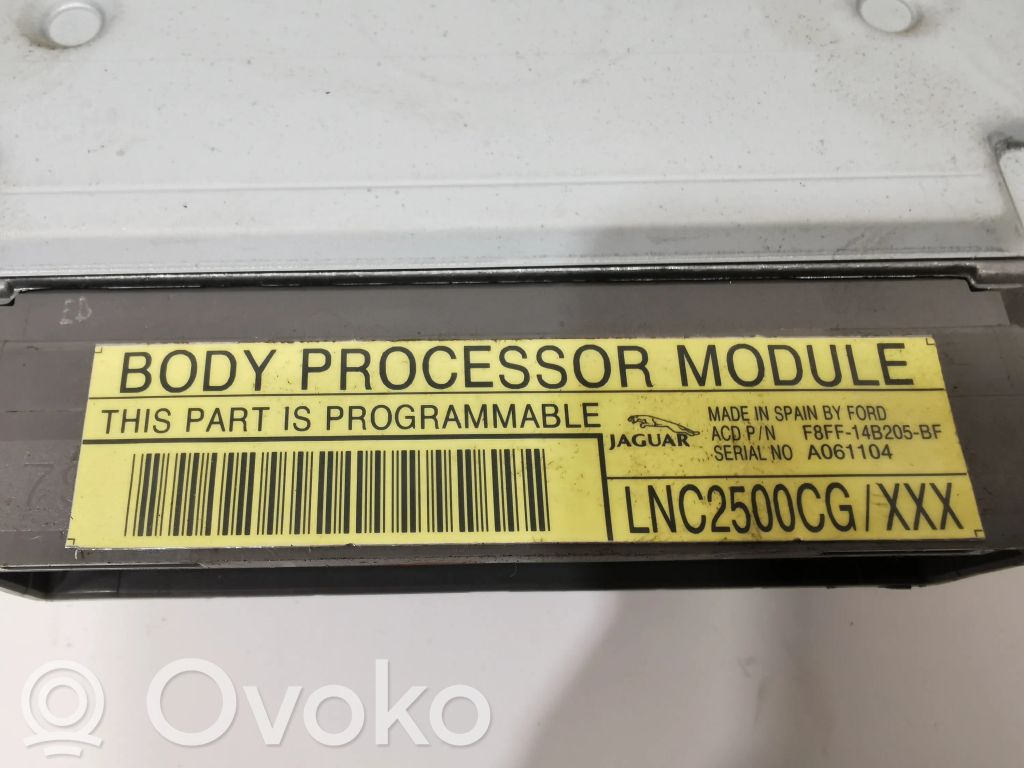 ED
BODY PROCESSOR MODULE
THIS PART IS PROGRAMMABLE
JAGUAR
MADE IN SPAIN BY FORD
ACD P/N F8FF-14B205-BF
SERIAL NO A061104
LNC2500CG/XXX
Ovoko